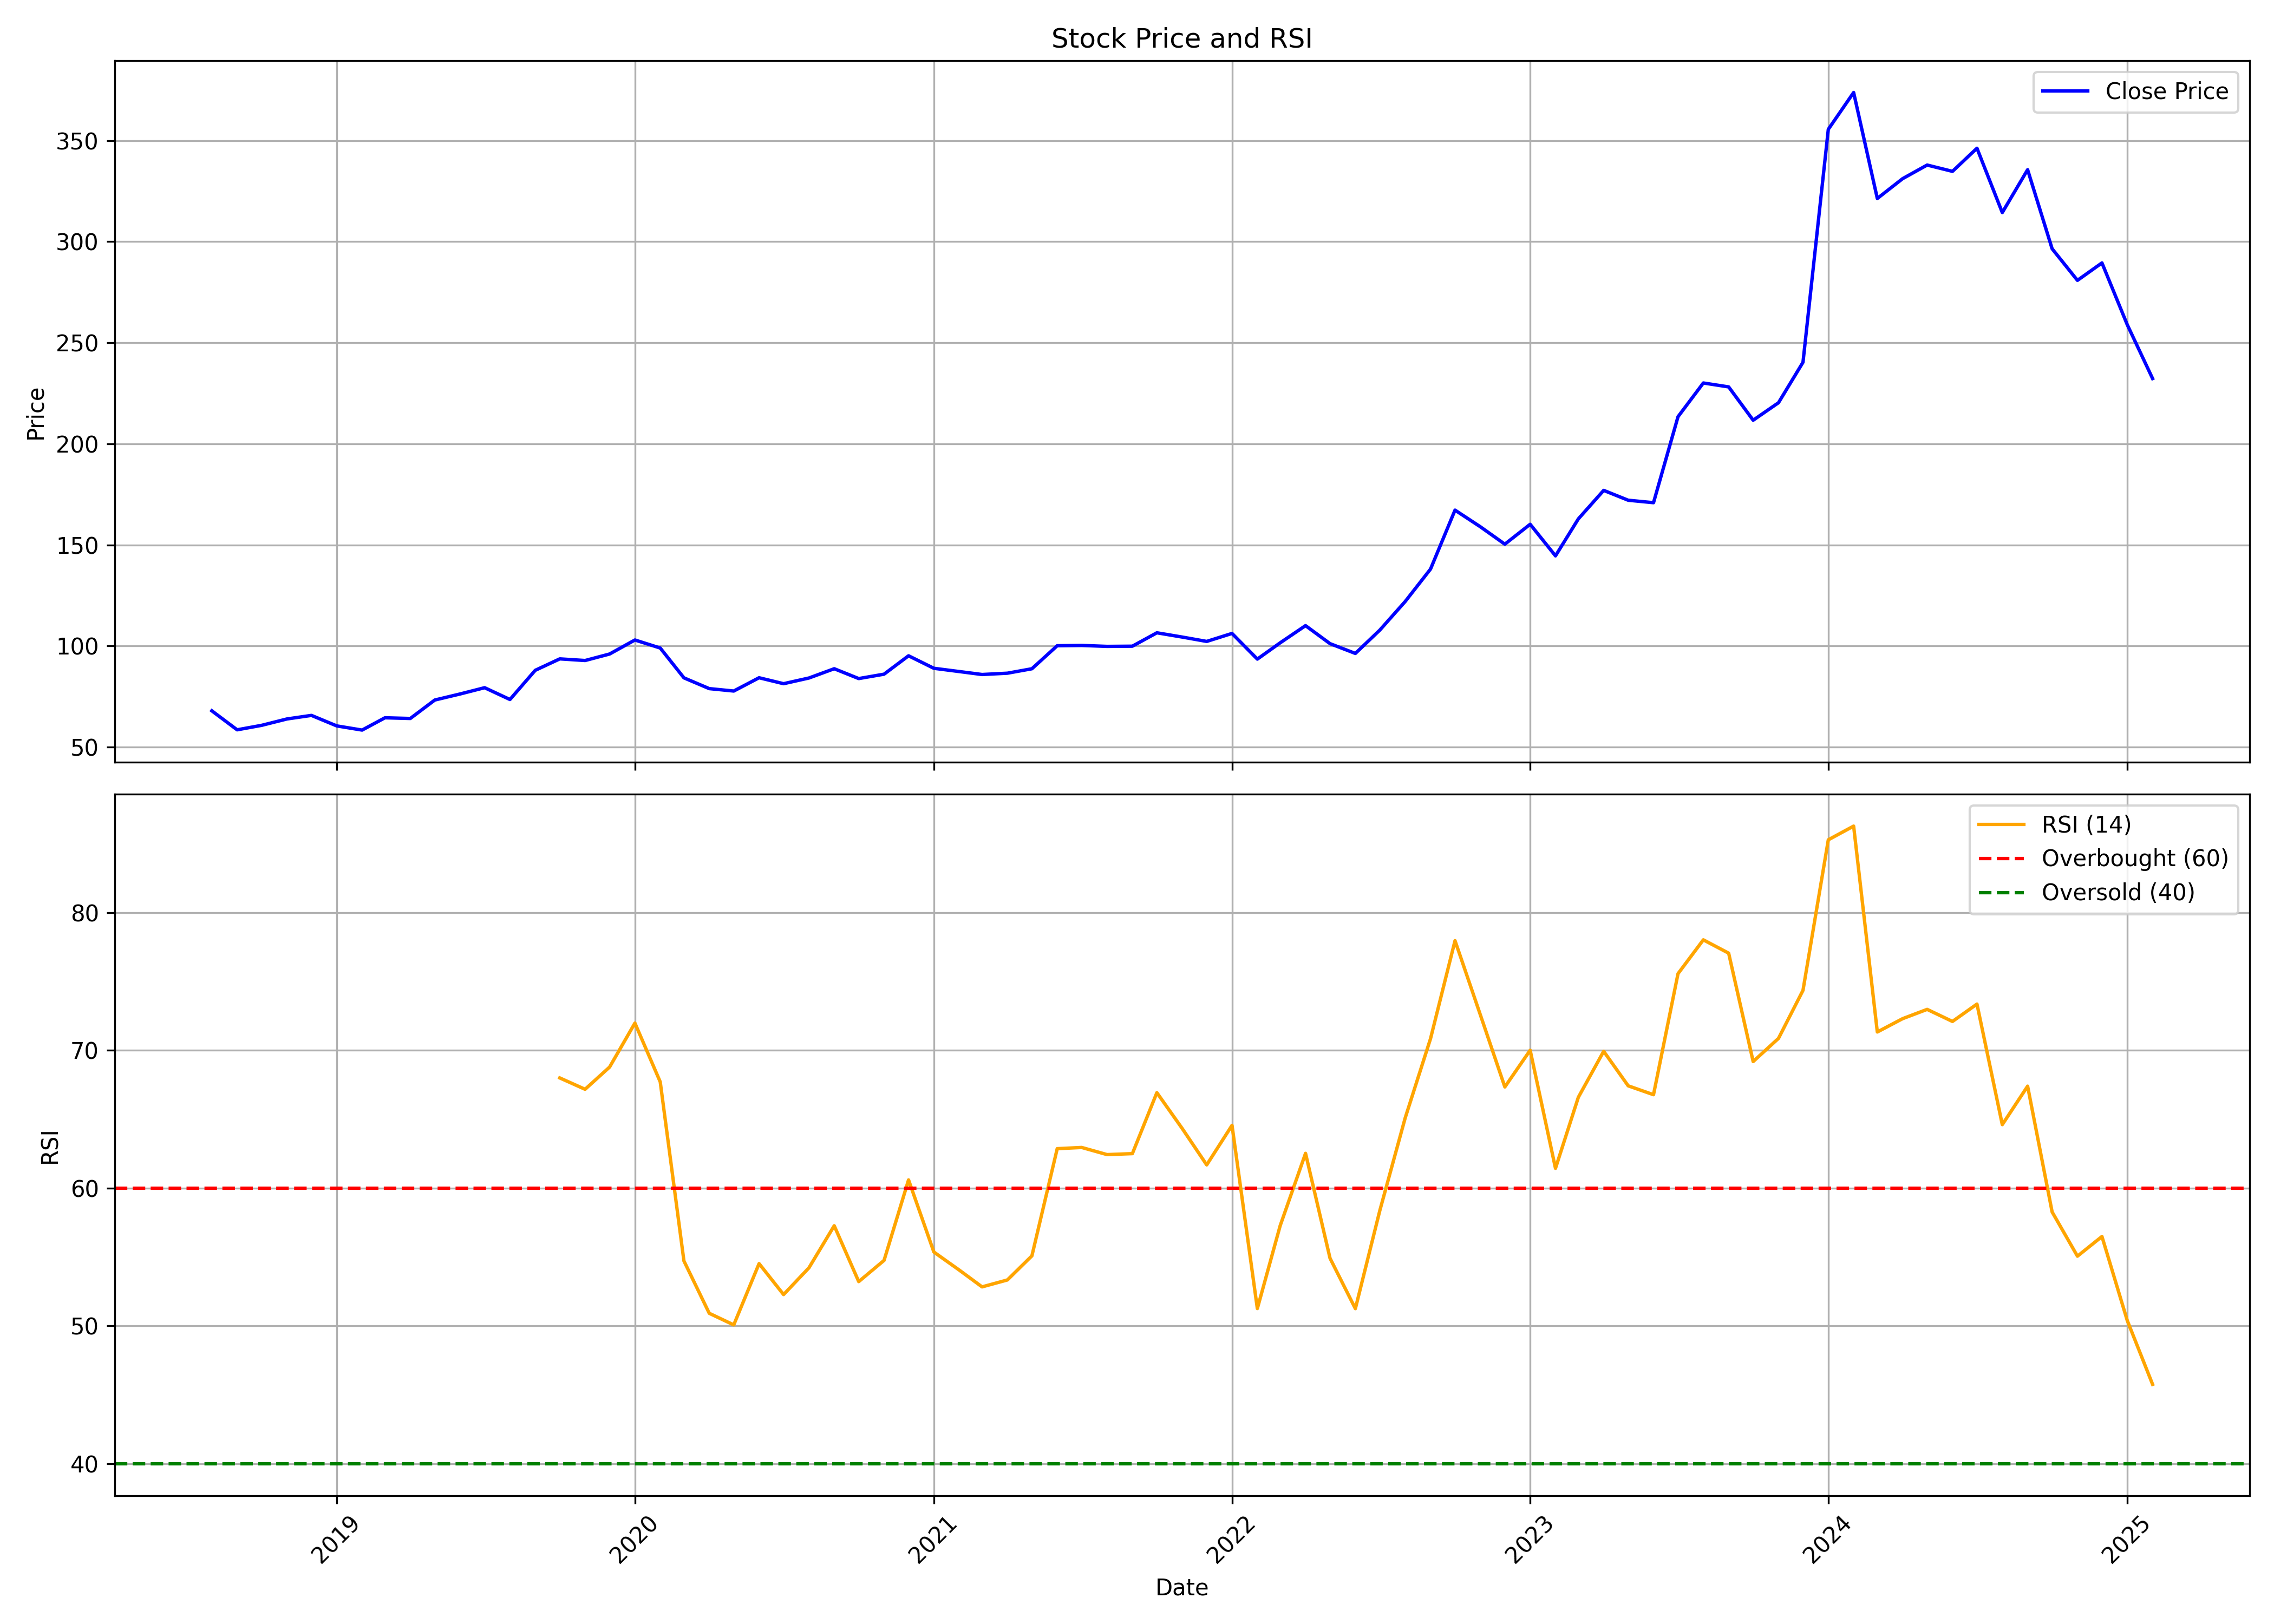 Stock Price and RSI
Close Price
350
300
250
200
150
100
50
Price
RSI (14)
Overbought (60)
Oversold (40)
80
70
60
50
40
RSI
2019
2020
2021
2022
2023
2024
2025
Date